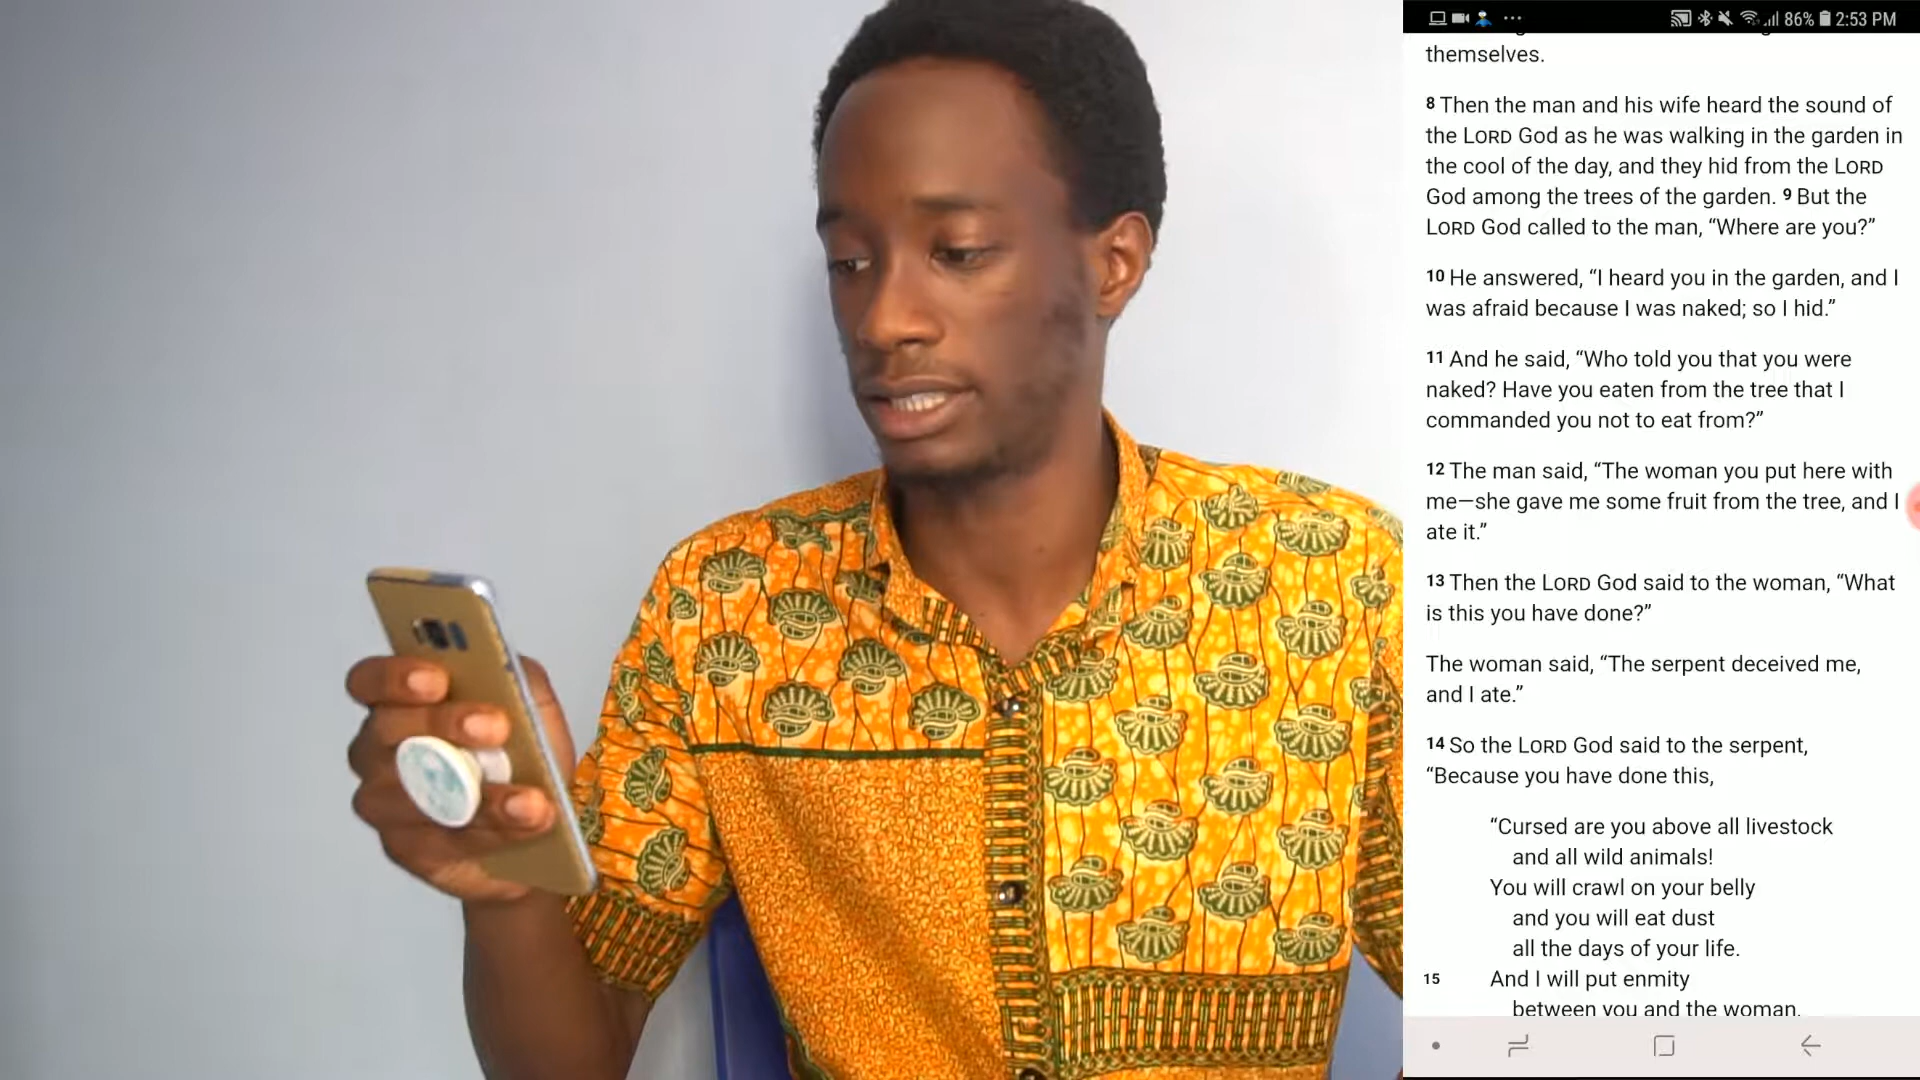 86% 2:53 PM
themselves.
8 Then the man and his wife heard the sound of
the LORD God as he was walking in the garden in
the cool of the day, and they hid from the LORD
God among the trees of the garden. 9 But the
LORD God called to the man, “Where are you?”
10 He answered, “I heard you in the garden, and I
was afraid because I was naked; so I hid.”
11 And he said, “Who told you that you were
naked? Have you eaten from the tree that I
commanded you not to eat from?”
12 The man said, “The woman you put here with
me—she gave me some fruit from the tree, and I
ate it.”
13 Then the LORD God said to the woman, “What
is this you have done?”
The woman said, “The serpent deceived me,
and I ate.”
14 So the LORD God said to the serpent,
“Because you have done this,
“Cursed are you above all livestock
and all wild animals!
You will crawl on your belly
and you will eat dust
all the days of your life.
15 And I will put enmity
between you and the woman,